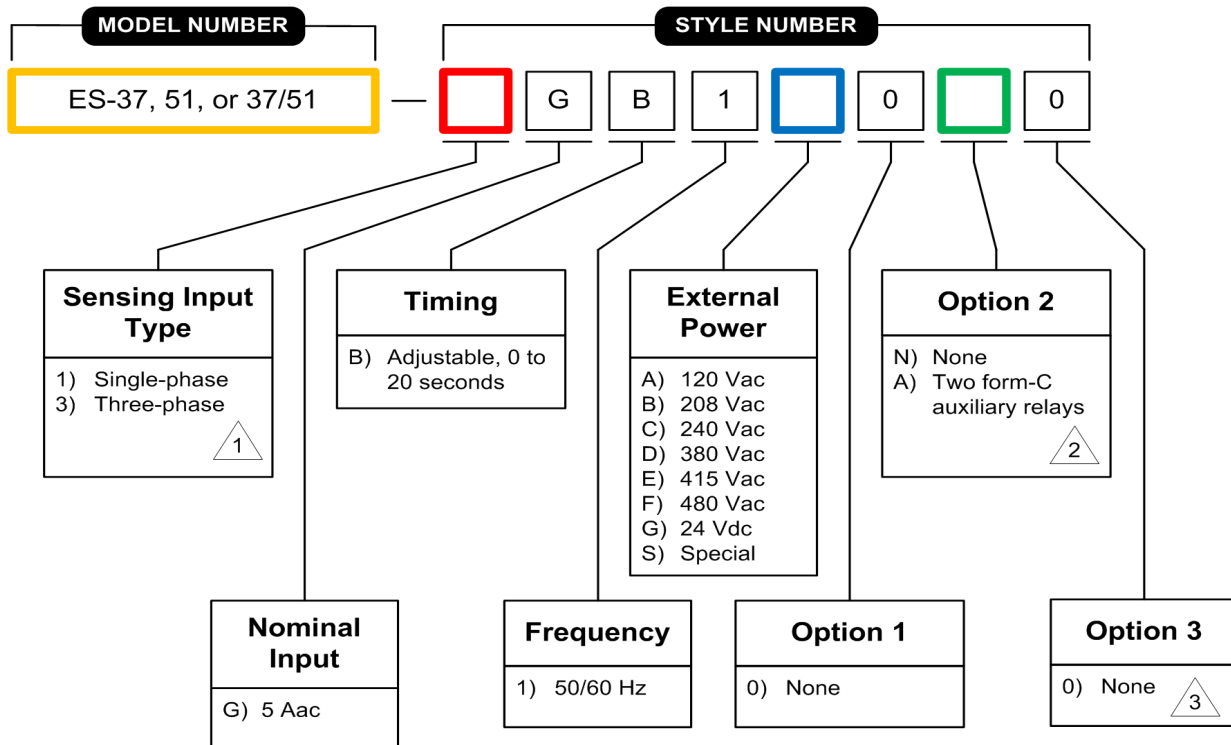 MODEL NUMBER
STYLE NUMBER
ES-37, 51, or 37/51 — G B 1 0 0
Sensing Input
Type
1) Single-phase
3) Three-phase
1
Timing
B) Adjustable, 0 to
20 seconds
External
Power
A) 120 Vac
B) 208 Vac
C) 240 Vac
D) 380 Vac
E) 415 Vac
F) 480 Vac
G) 24 Vdc
S) Special
Option 2
N) None
A) Two form-C
auxiliary relays
2
Nominal
Input
G) 5 Aac
Frequency
1) 50/60 Hz
Option 1
0) None
Option 3
0) None
3